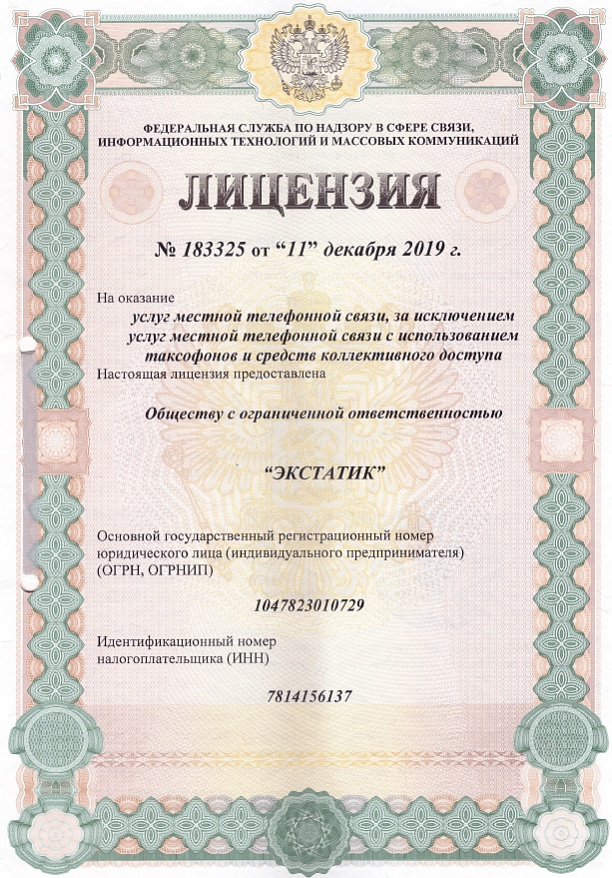 ФЕДЕРАЛЬНАЯ СЛУЖБА ПО НАДЗОРУ В СФЕРЕ СВЯЗИ,
ИНФОРМАЦИОННЫХ ТЕХНОЛОГИЙ И МАССОВЫХ КОММУНИКАЦИЙ
ЛИЦЕНЗИЯ
№ 183325 от “11” декабря 2019 г.
На оказание
услуг местной телефонной связи, за исключением
услуг местной телефонной связи с использованием
таксофонов и средств коллективного доступа
Настоящая лицензия предоставлена
Обществу с ограниченной ответственностью
“ЭКСТАТИК”
Основной государственный регистрационный номер
юридического лица (индивидуального предпринимателя)
(ОГРН, ОГРНИП)
1047823010729
Идентификационный номер
налогоплательщика (ИНН)
7814156137